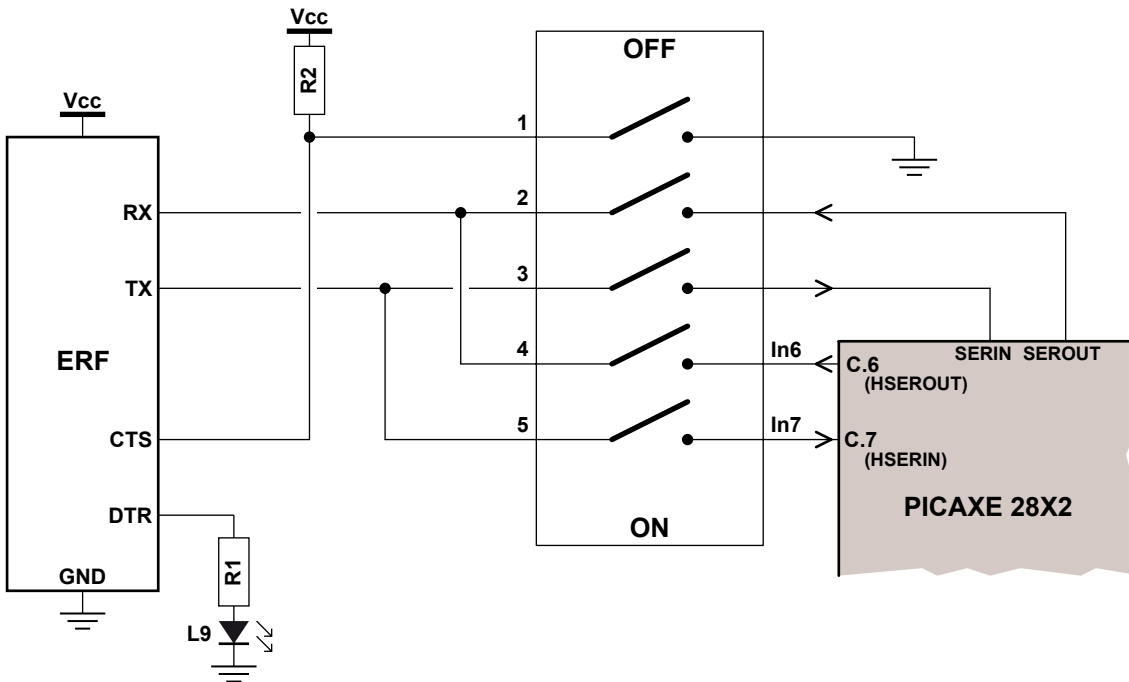 Vcc
OFF
R2
Vcc
1
2
RX
3
TX
4
In6
SERIN SEROUT
ERF
C.6
(HSEROUT)
5
In7
CTS
C.7
(HSERIN)
PICAXE 28X2
DTR
ON
R1
GND
L9